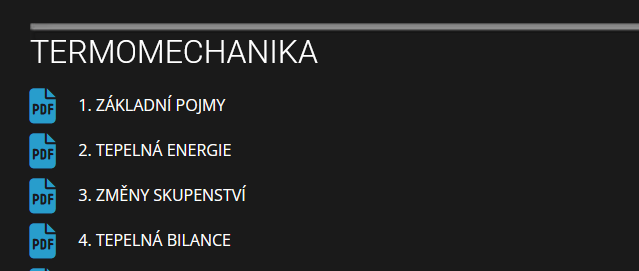 TERMOMECHANIKA
PDF 1. ZÁKLADNÍ POJMY
PDF 2. TEPELNÁ ENERGIE
PDF 3. ZMĚNY SKUPENSTVÍ
PDF 4. TEPELNÁ BILANCE